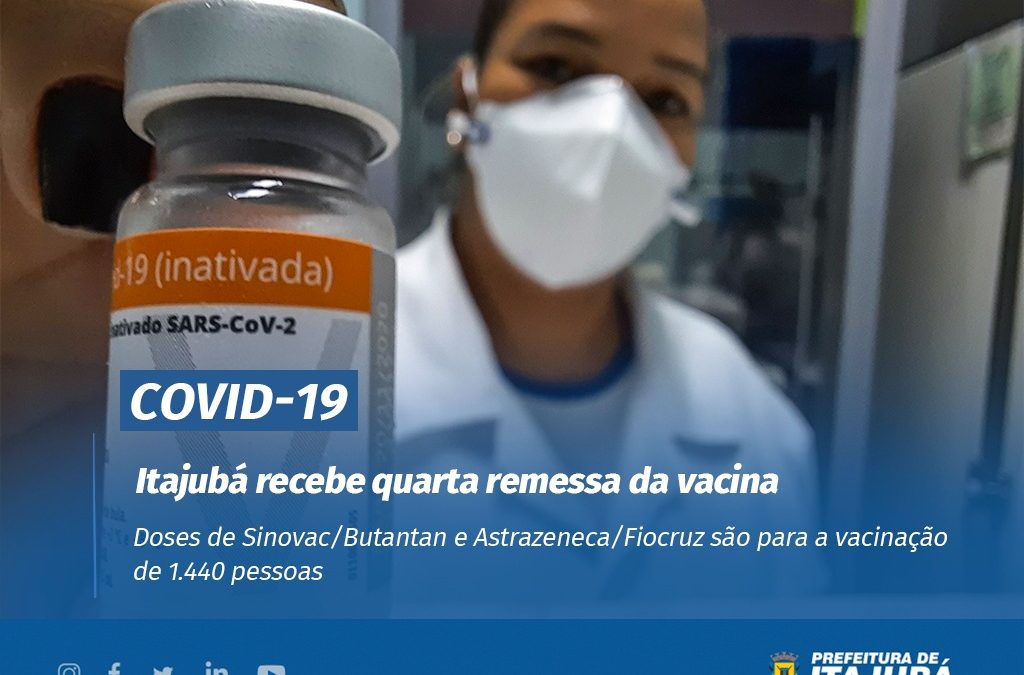 -19 (inativada)
SARS-CoV-2
COVID-19
Itajubá recebe quarta remessa da vacina
Doses de Sinovac/Butantan e Astrazeneca/Fiocruz são para a vacinação
de 1.440 pessoas
PREFEITURA DE
ITAJUBÁ